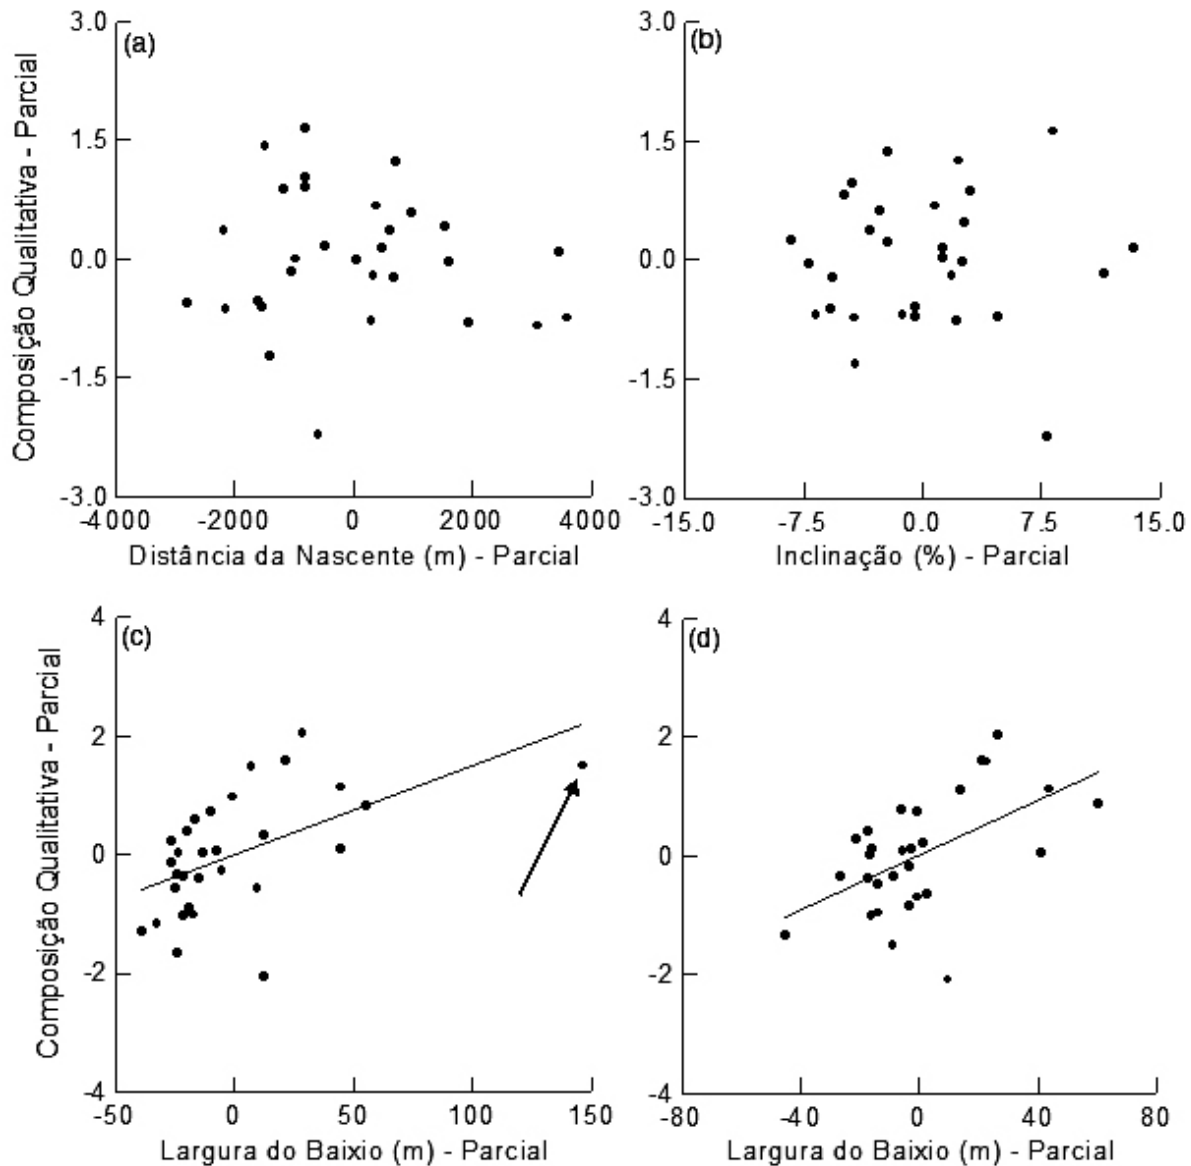 3.0
(a)
1.5
0.0
-1.5
-3.0
-4000 -2000 0 2000 4000
Composição Qualitativa - Parcial
Distância da Nascente (m) - Parcial
3.0
(b)
1.5
0.0
-1.5
-3.0
-15.0 -7.5 0.0 7.5 15.0
Inclinação (%) - Parcial
4
(c)
2
0
-2
-4
-50 0 50 100 150
Composição Qualitativa - Parcial
Largura do Baixio (m) - Parcial
4
(d)
2
0
-2
-4
-80 -40 0 40 80
Largura do Baixio (m) - Parcial